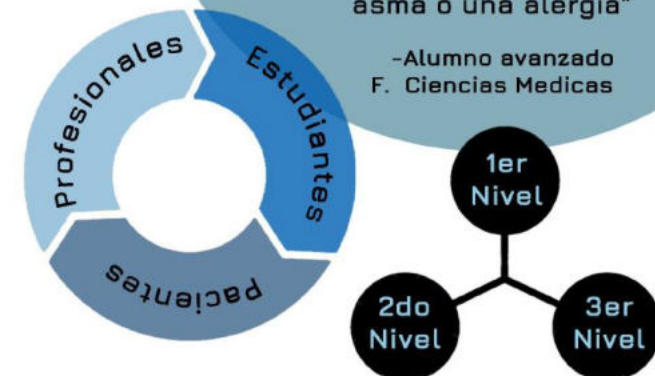 asma o una alergia"
-Alumno avanzado
F. Ciencias Medicas
Profesionales
Estudiantes
Pacientes
1er
Nivel
2do
Nivel
3er
Nivel